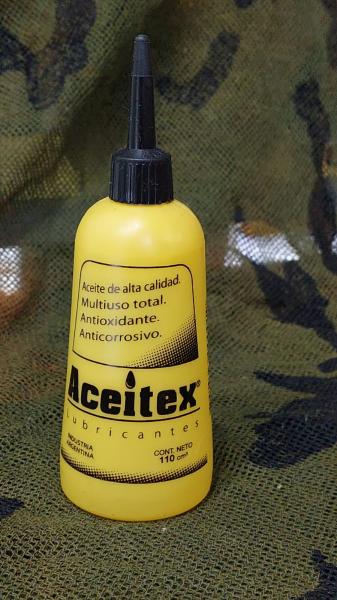 Aceite de alta calidad.
Multiuso total.
Antioxidante.
Anticorrosivo.
Aceitex®
Lubricantes
INDUSTRIA
ARGENTINA
CONT. NETO
110 cm³